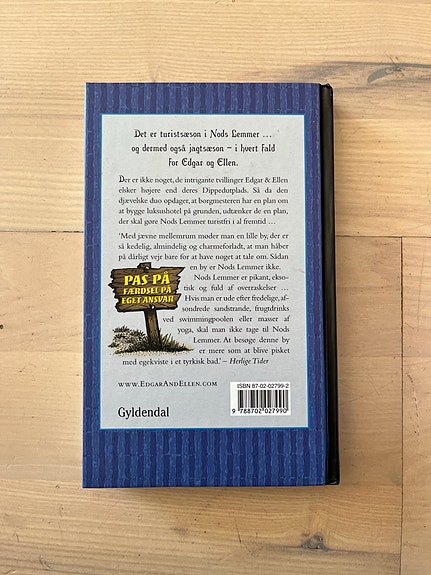 Det er turistsæson i Nods Lemmer ...
og dermed også jagtsæson – i hvert fald
for Edgar og Ellen.
Der er ikke noget, de intrigante tvillinger Edgar & Ellen
elsker højere end deres Dippedutplads. Så da den
djævelske duo opdager, at borgmesteren har en plan om
at bygge luksushotel på grunden, udtænker de en plan,
der skal gøre Nods Lemmer turistfri i al fremtid ...
'Med jævne mellemrum møder man en lille by, der er
så kedelig, almindelig og charmeforladt, at man håber
på dårligt vejr bare for at have noget at tale om. Sådan
en by er Nods Lemmer ikke.
Nods Lemmer er pikant, ekso-
tisk og fuld af overraskelser ...
Hvis man er ude efter fredelige, af-
sondrede sandstrande, frugtdrinks
ved swimmingpoolen eller masser af
yoga, skal man ikke tage til Nods
Lemmer. At besøge denne by
er mere som at blive pisket
med egekviste i et tyrkisk bad.' – Herlige Tider
PAS PÅ
FÆRDSEL PÅ
EGET ANSVAR
www.EdgarAndEllen.com
ISBN 87-02-02799-2
9 788702 027990
Gyldendal